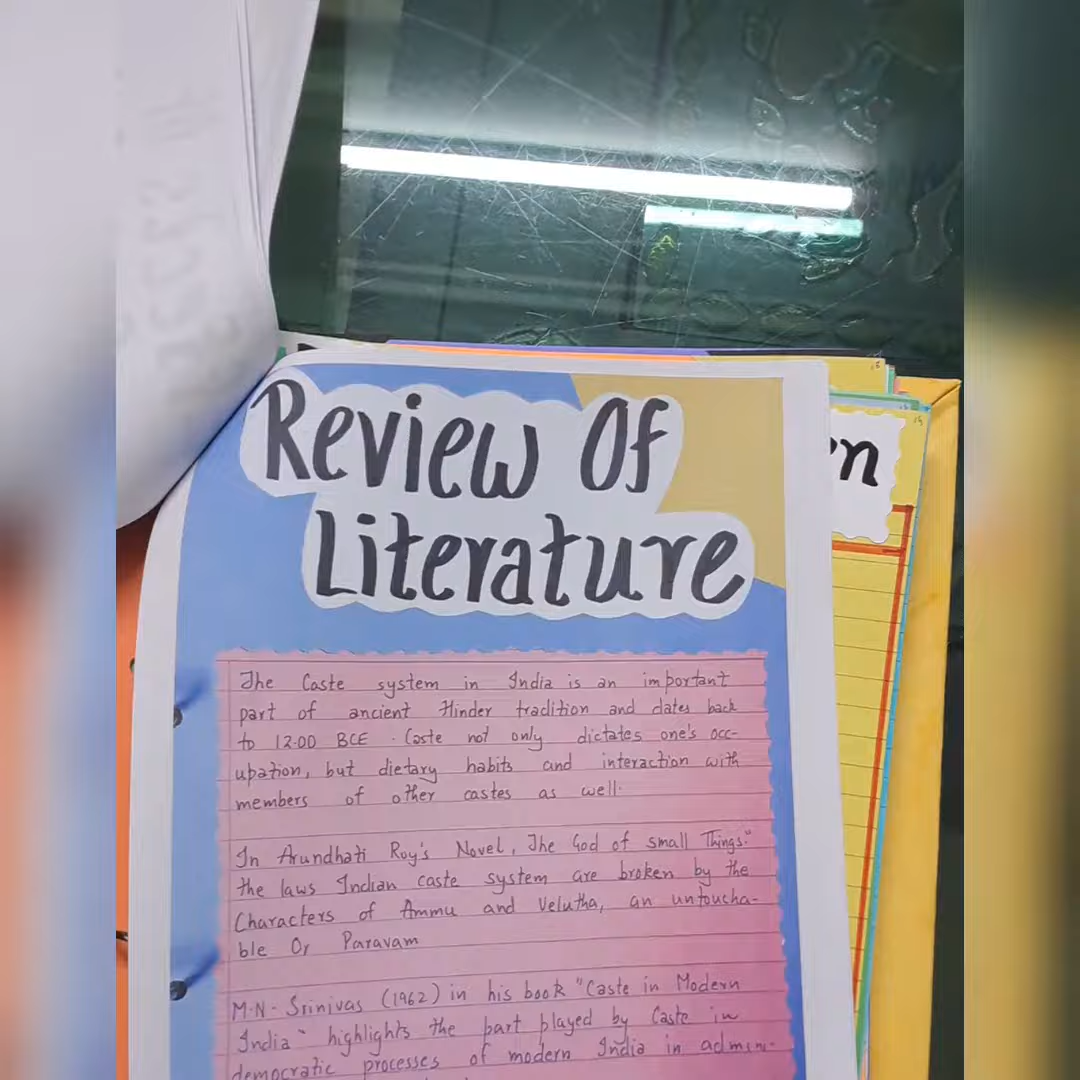 Review Of
Literature
The Caste system in India is an important
part of ancient Hinder tradition and dates back
to 12.00 BCE. Caste not only dictates one's occ-
upation, but dietary habits and interaction with
members of other castes as well.
In Arundhati Roy's Novel, The God of small Things."
the laws Indian caste system are broken by the
Characters of Ammu and Velutha, an untoucha-
ble Or Paravam
M.N. Srinivas (1962) in his book "Caste in Modern
India" highlights the part played by Caste in
democratic processes of modern India in admini-